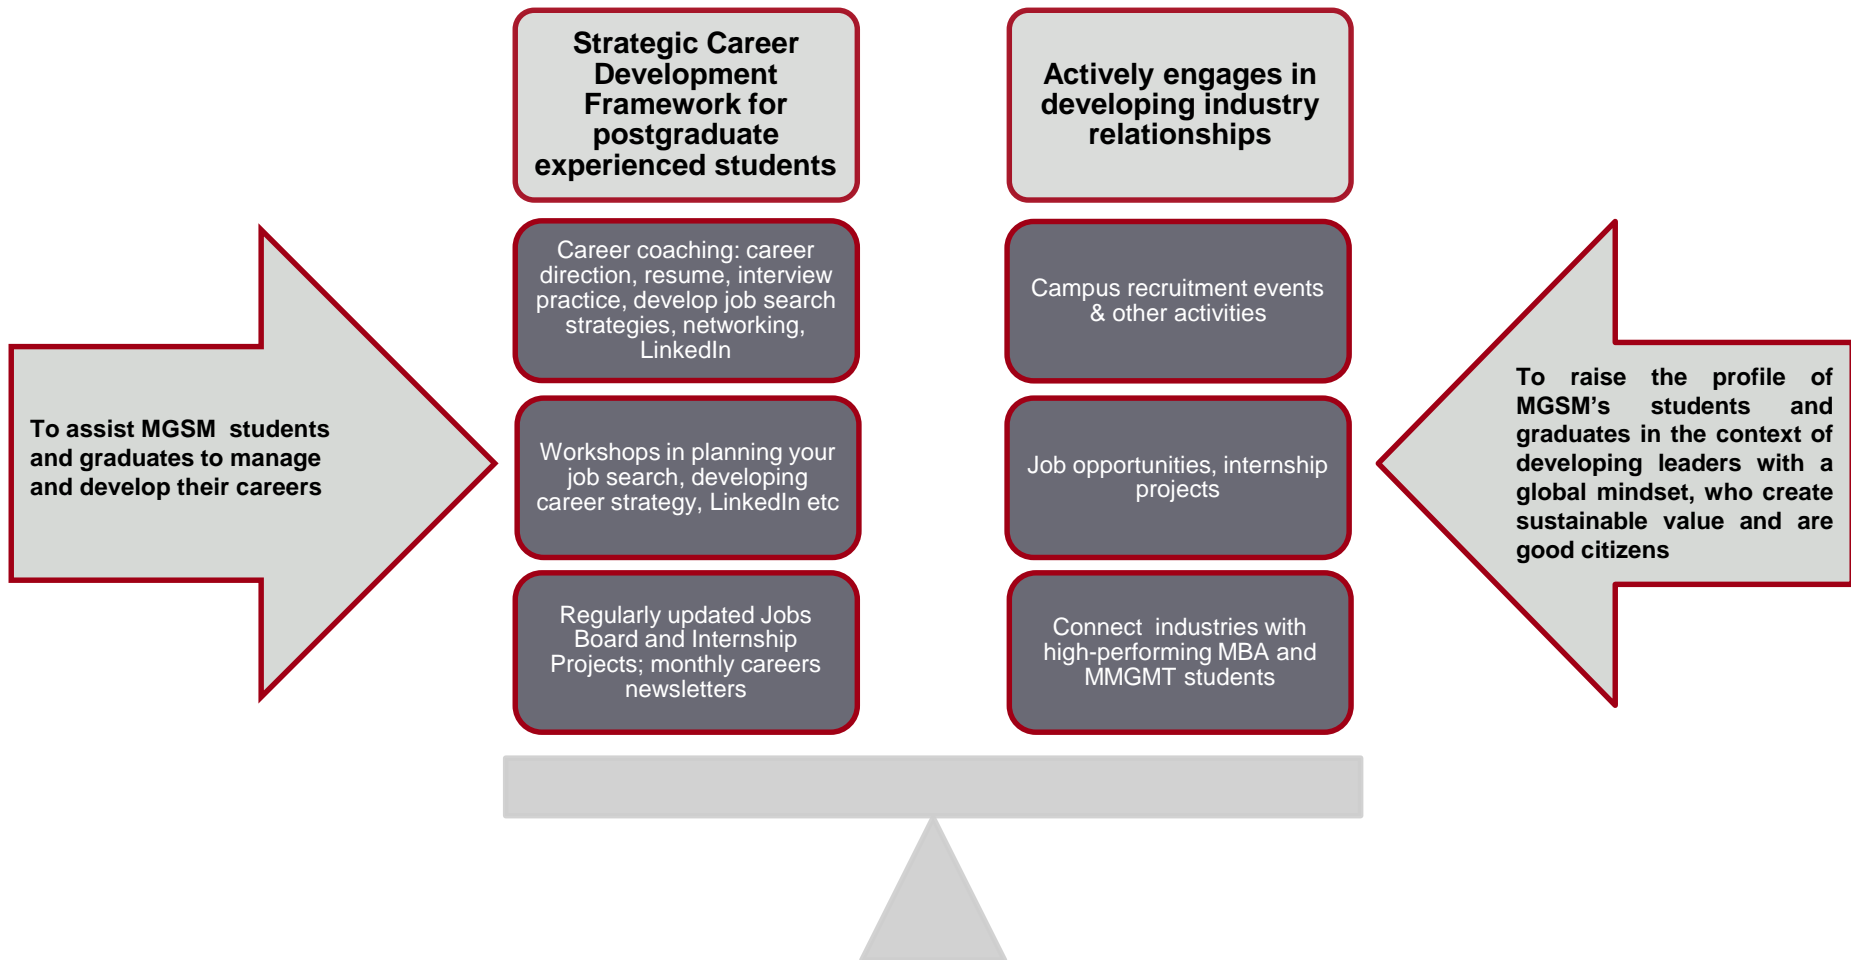 Strategic Career
Development
Framework for
postgraduate
experienced students
Actively engages in
developing industry
relationships
To assist MGSM  students
and graduates to manage
and develop their careers
Career coaching: career
direction, resume, interview
practice, develop job search
strategies, networking,
LinkedIn
Workshops in planning your
job search, developing
career strategy, LinkedIn etc
Regularly updated Jobs
Board and Internship
Projects; monthly careers
newsletters
Campus recruitment events
& other activities
Job opportunities, internship
projects
Connect  industries with
high-performing MBA and
MMGMT students
To raise the profile of
MGSM’s students and
graduates in the context of
developing leaders with a
global mindset, who create
sustainable value and are
good citizens